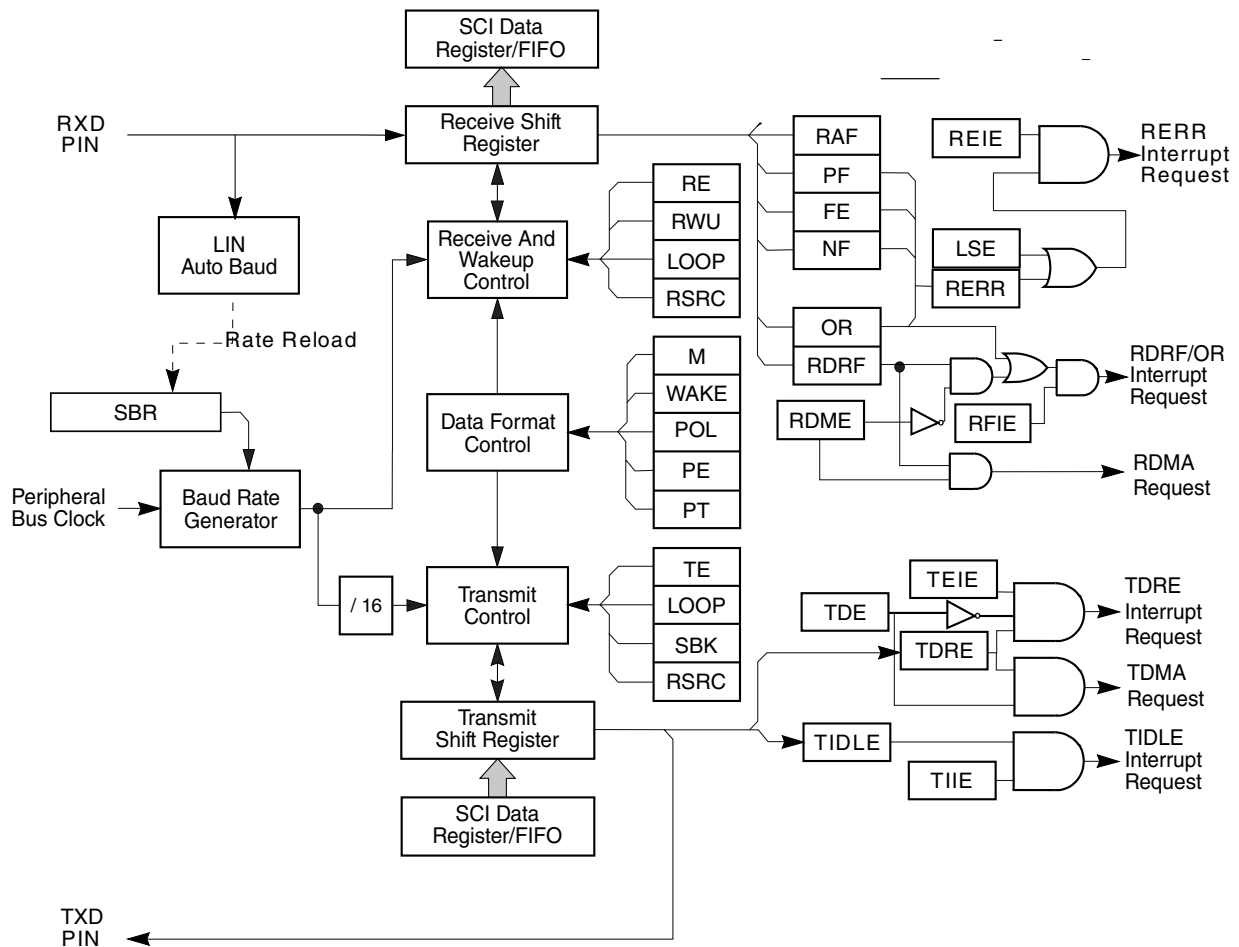 SCI Data
Register/FIFO
RXD
PIN
Receive Shift
Register
RAF
PF
FE
NF
REIE
RERR
Interrupt
Request
LIN
Auto Baud
Receive And
Wakeup
Control
RE
RWU
LOOP
RSRC
LSE
RERR
OR
RDRF
Rate Reload
SBR
Data Format
Control
M
WAKE
POL
PE
PT
RDME
RFIE
RDRF/OR
Interrupt
Request
RDMA
Request
Peripheral
Bus Clock
Baud Rate
Generator
/ 16
Transmit
Control
TE
LOOP
SBK
RSRC
TEIE
TDE
TDRE
TDRE
Interrupt
Request
TDMA
Request
Transmit
Shift Register
TIDLE
TIIE
TIDLE
Interrupt
Request
SCI Data
Register/FIFO
TXD
PIN